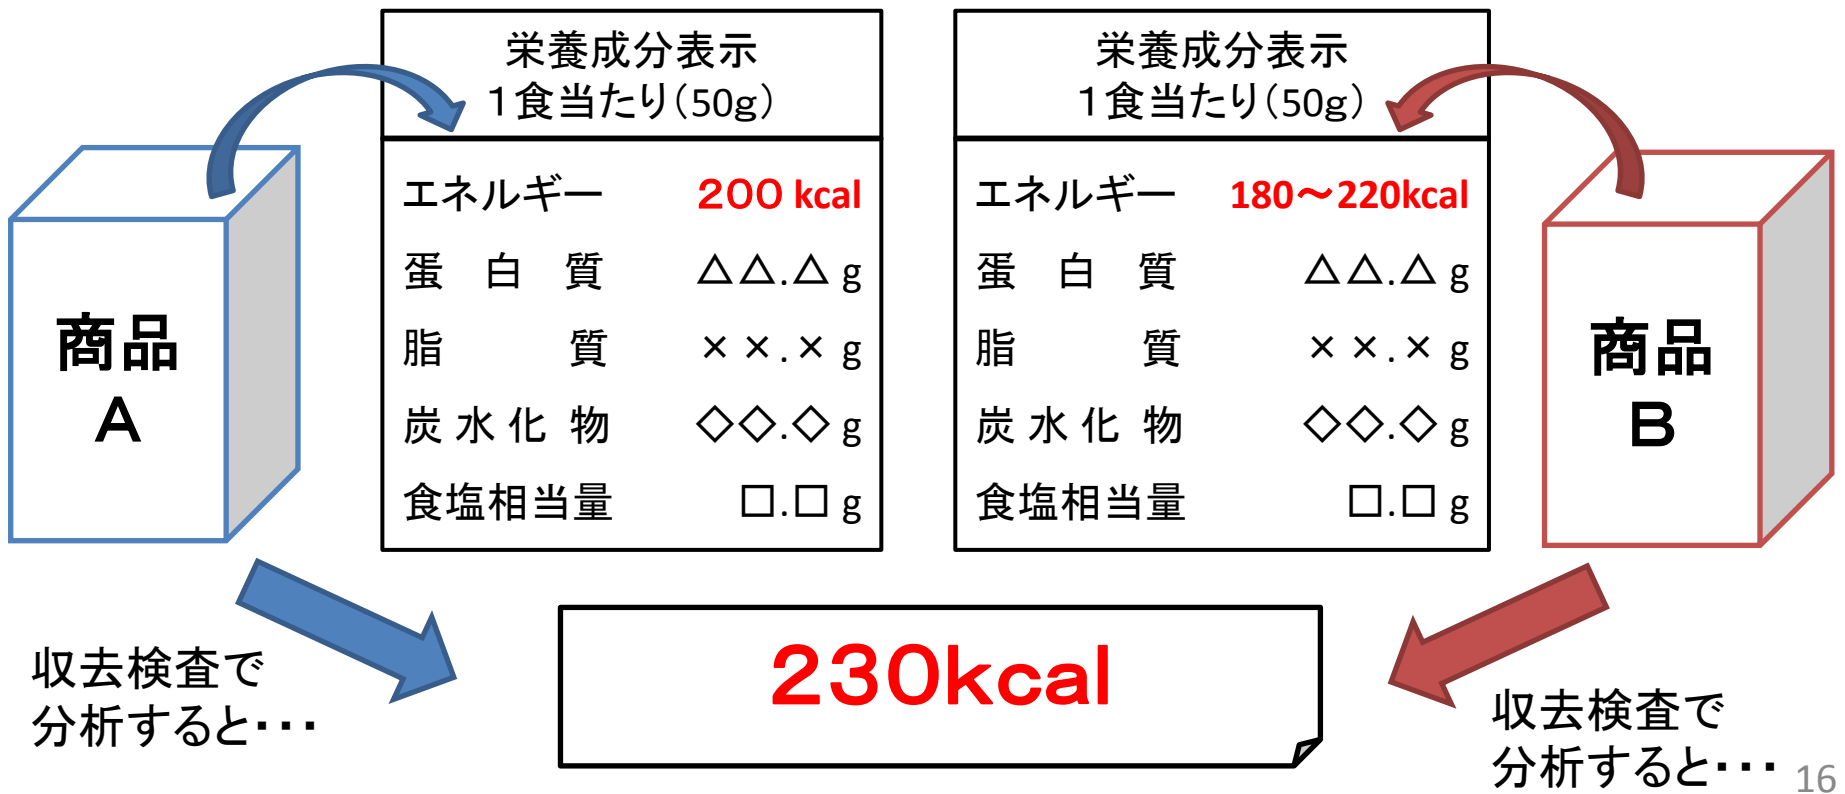 栄養成分表示
1食当たり(50g)
エネルギー 200 kcal
蛋白質 △△.△ g
脂質 ××.× g
炭水化物 ◇◇.◇ g
食塩相当量 □.□ g
栄養成分表示
1食当たり(50g)
エネルギー 180～220kcal
蛋白質 △△.△ g
脂質 ××.× g
炭水化物 ◇◇.◇ g
食塩相当量 □.□ g
商品
A
商品
B
収去検査で
分析すると・・・
230kcal
収去検査で
分析すると・・・
16